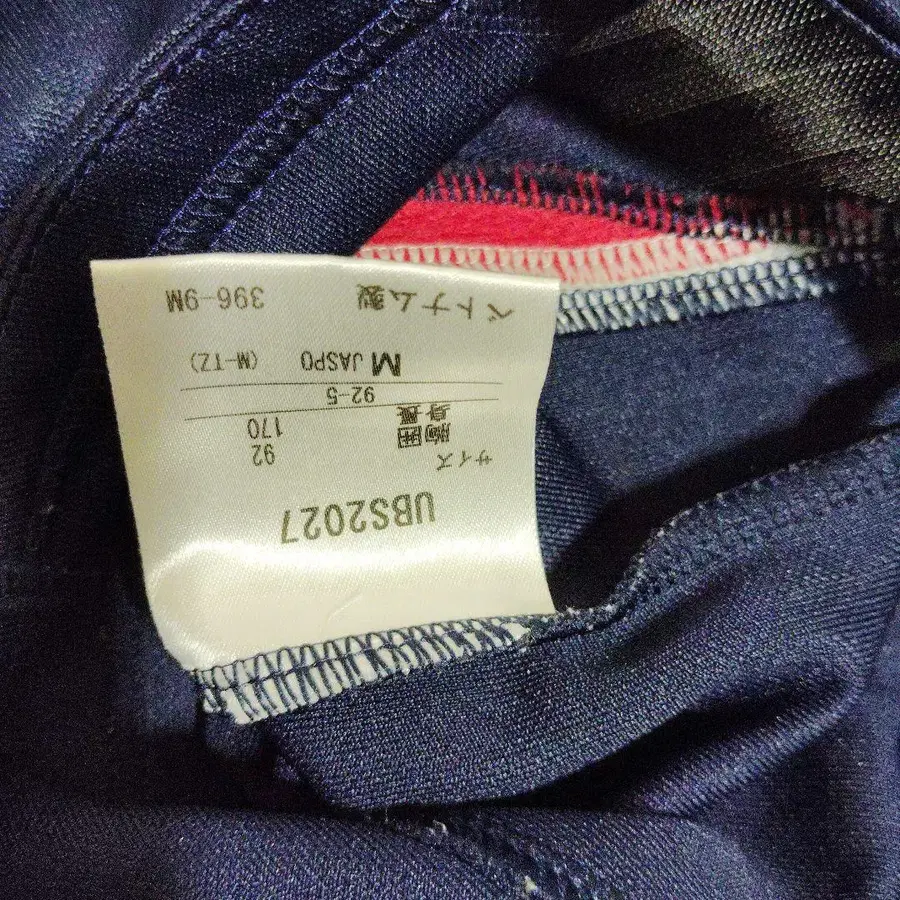 UBS2027
サイズ
胸囲 92
身長 170
92-5
M JASPO (M-TZ)
ベトナム製 396-9M